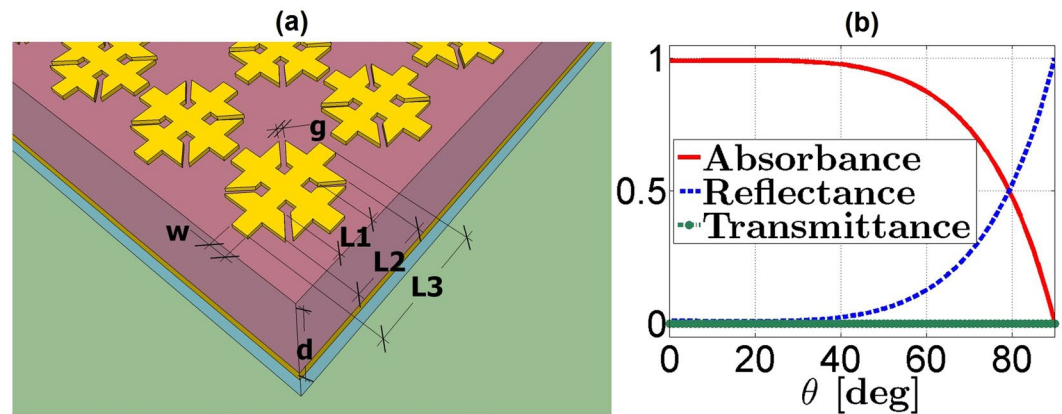 (a)
g
w
L1
L2
L3
d
(b)
1
0.5
0
Absorbance
Reflectance
Transmittance
0 20 40 60 80
θ [deg]